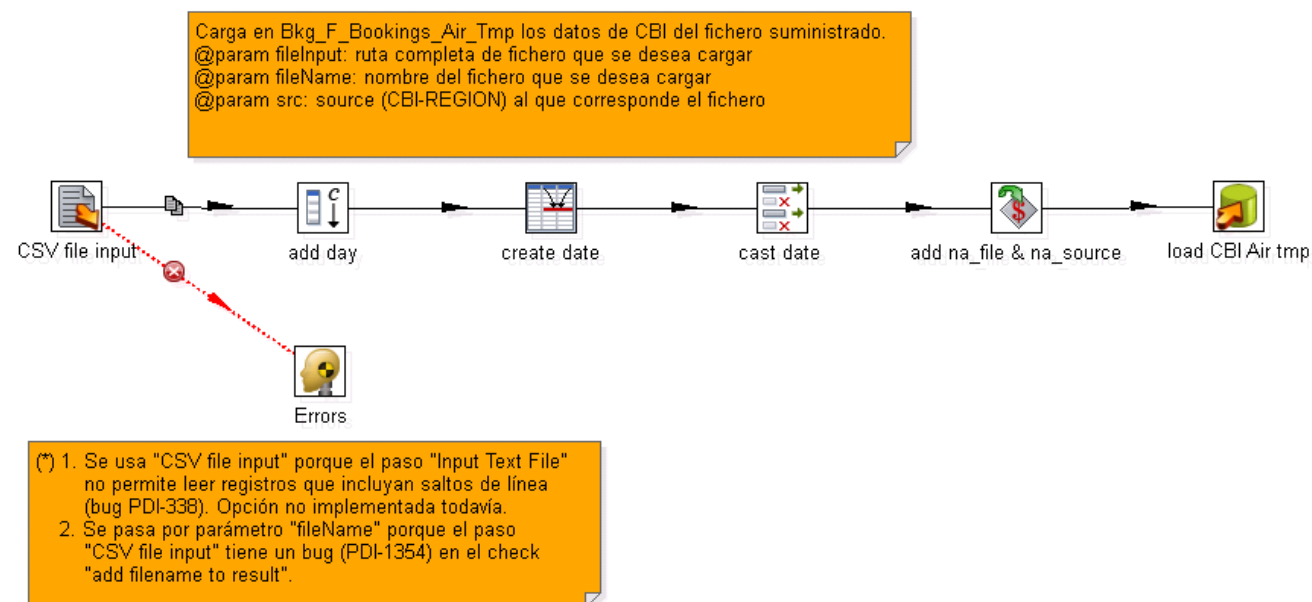 Carga en Bkg_F_Bookings_Air_Tmp los datos de CBI del fichero suministrado.
@param fileInput: ruta completa de fichero que se desea cargar
@param fileName: nombre del fichero que se desea cargar
@param src: source (CBI-REGION) al que corresponde el fichero
CSV file input
add day
create date
cast date
add na_file & na_source
load CBI Air tmp
Errors
(*) 1. Se usa "CSV file input" porque el paso "Input Text File"
no permite leer registros que incluyan saltos de línea
(bug PDI-338). Opción no implementada todavía.
2. Se pasa por parámetro "fileName" porque el paso
"CSV file input" tiene un bug (PDI-1354) en el check
"add filename to result".